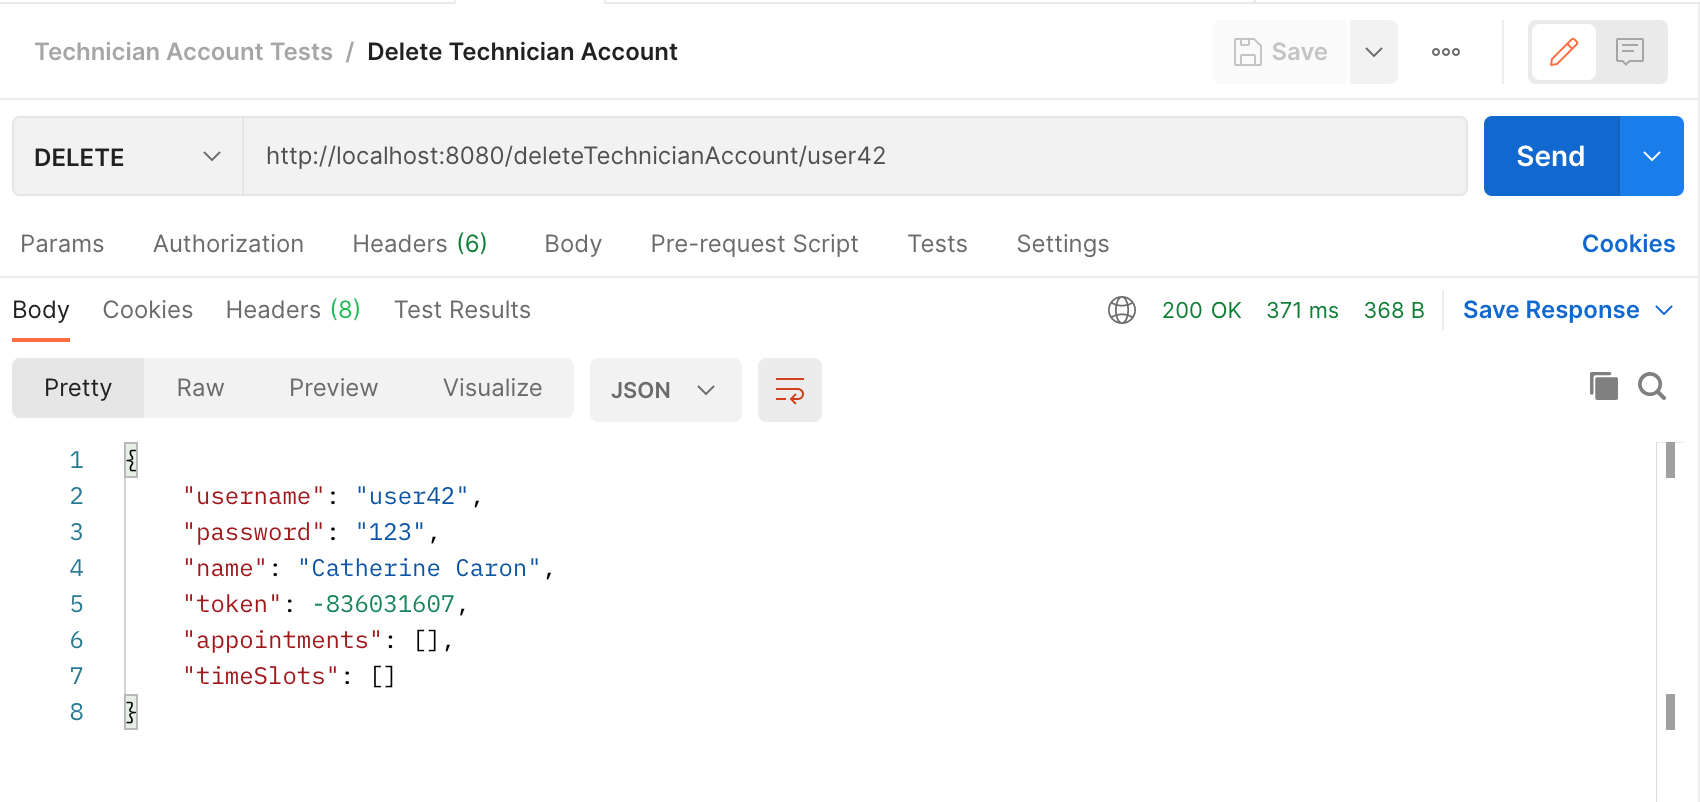 Technician Account Tests / Delete Technician Account
Save
DELETE
http://localhost:8080/deleteTechnicianAccount/user42
Send
Params Authorization Headers (6) Body Pre-request Script Tests Settings Cookies
Body Cookies Headers (8) Test Results 200 OK 371 ms 368 B Save Response
Pretty Raw Preview Visualize JSON
1 {
2 "username": "user42",
3 "password": "123",
4 "name": "Catherine Caron",
5 "token": -836031607,
6 "appointments": [],
7 "timeSlots": []
8 }